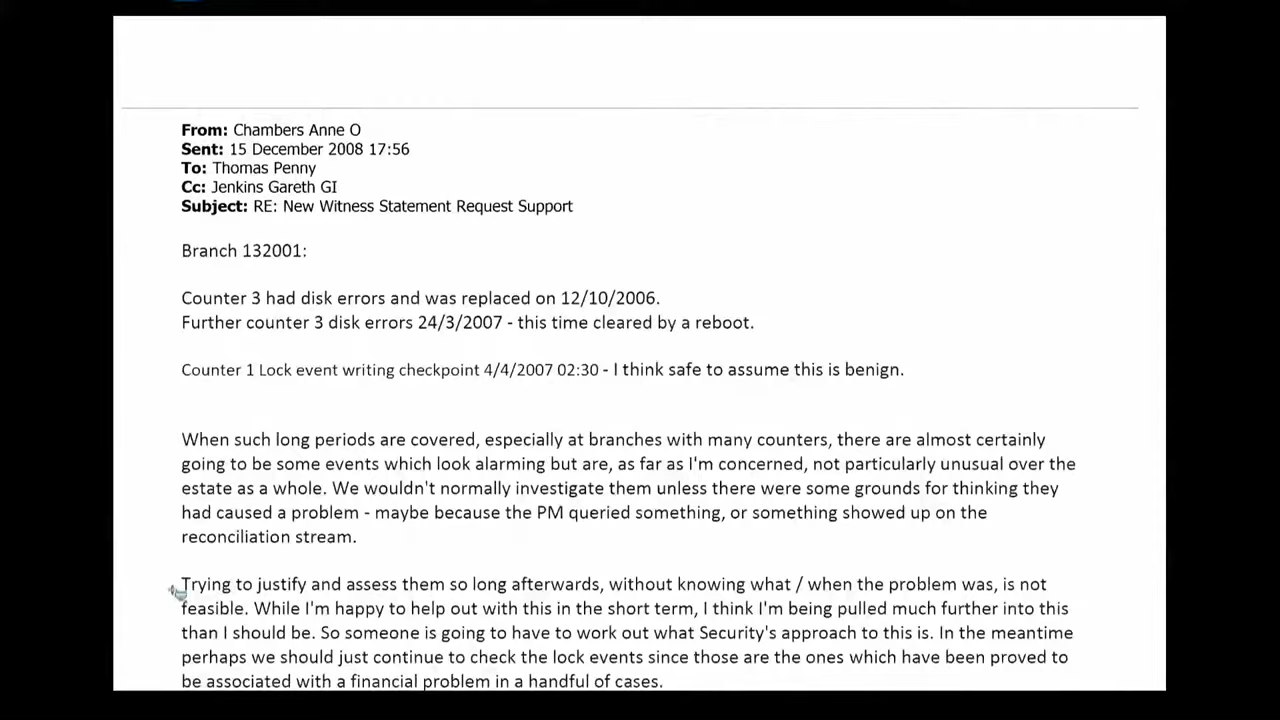 From: Chambers Anne O
Sent: 15 December 2008 17:56
To: Thomas Penny
Cc: Jenkins Gareth GI
Subject: RE: New Witness Statement Request Support
Branch 132001:
Counter 3 had disk errors and was replaced on 12/10/2006.
Further counter 3 disk errors 24/3/2007 - this time cleared by a reboot.
Counter 1 Lock event writing checkpoint 4/4/2007 02:30 - I think safe to assume this is benign.
When such long periods are covered, especially at branches with many counters, there are almost certainly
going to be some events which look alarming but are, as far as I'm concerned, not particularly unusual over the
estate as a whole. We wouldn't normally investigate them unless there were some grounds for thinking they
had caused a problem - maybe because the PM queried something, or something showed up on the
reconciliation stream.
Trying to justify and assess them so long afterwards, without knowing what / when the problem was, is not
feasible. While I'm happy to help out with this in the short term, I think I'm being pulled much further into this
than I should be. So someone is going to have to work out what Security's approach to this is. In the meantime
perhaps we should just continue to check the lock events since those are the ones which have been proved to
be associated with a financial problem in a handful of cases.